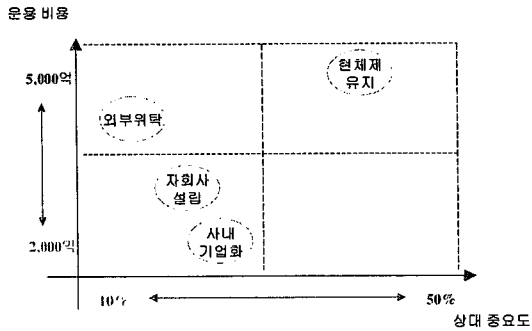 운용 비용
5,000억
현체제
유지
외부위탁
자회사
설립
사내
기업화
2,000억
10%
50%
상대 중요도